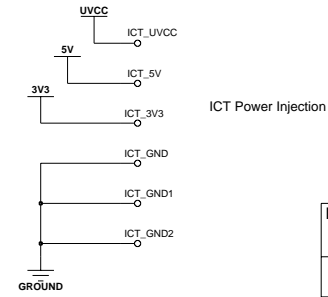 UVCC
ICT_UVCC
5V
ICT_5V
3V3
ICT_3V3
ICT Power Injection
ICT_GND
ICT_GND1
ICT_GND2
GROUND